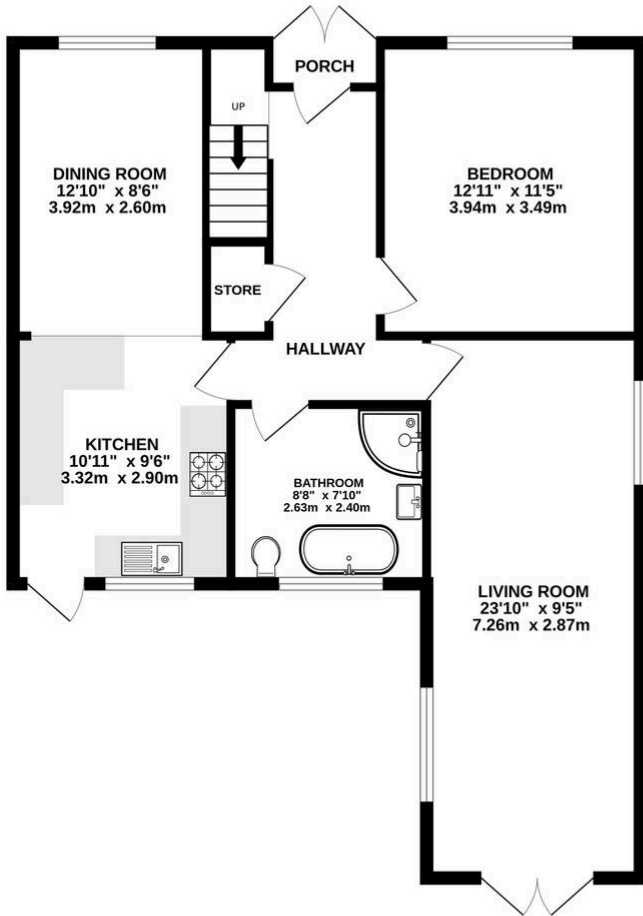 PORCH
UP
DINING ROOM
12'10" x 8'6"
3.92m x 2.60m
BEDROOM
12'11" x 11'5"
3.94m x 3.49m
STORE
HALLWAY
KITCHEN
10'11" x 9'6"
3.32m x 2.90m
BATHROOM
8'8" x 7'10"
2.63m x 2.40m
LIVING ROOM
23'10" x 9'5"
7.26m x 2.87m